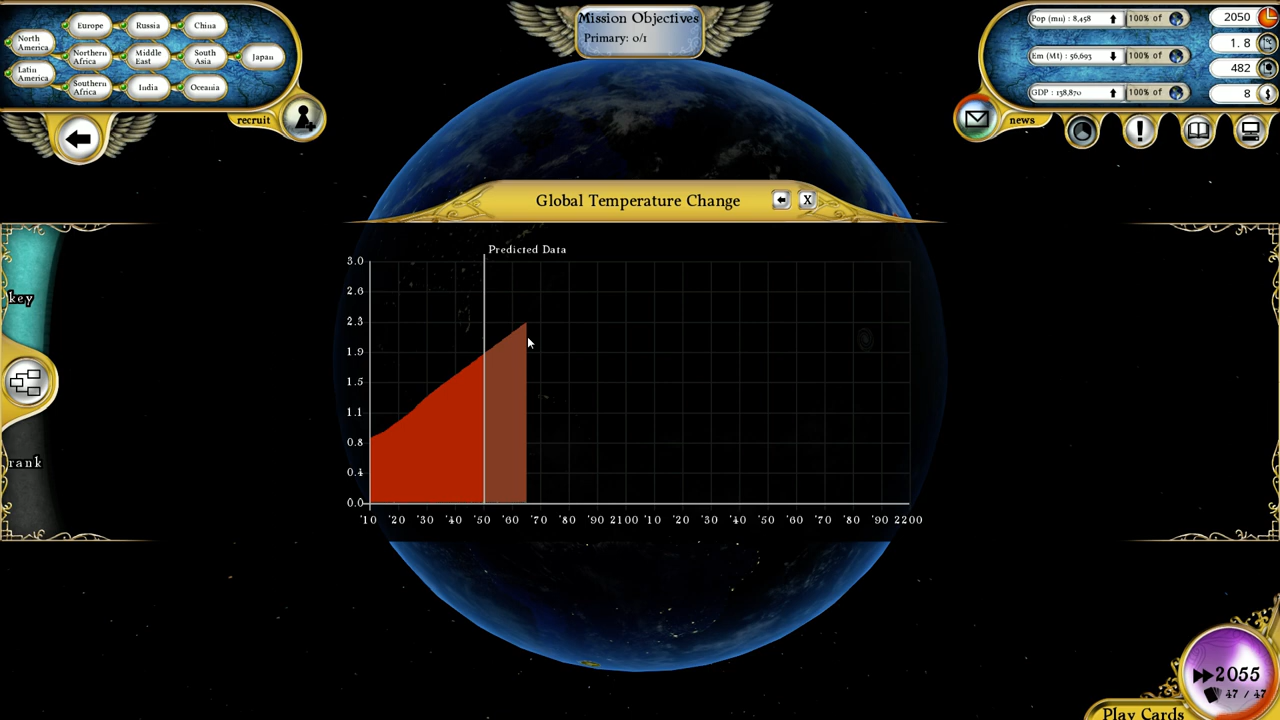 North
America
Latin
America
Europe
Russia
China
Northern
Africa
Middle
East
South
Asia
Japan
Southern
Africa
India
Oceania
recruit
Mission Objectives
Primary: 0/1
Pop (mn) : 8,458
100% of
Em (Mt) : 56,693
100% of
GDP : 138,870
100% of
2050
1. 8
482
8
news
Global Temperature Change
X
Predicted Data
3.0
2.6
2.3
1.9
1.5
1.1
0.8
0.4
0.0
'10 '20 '30 '40 '50 '60 '70 '80 '90 2100 '10 '20 '30 '40 '50 '60 '70 '80 '90 2200
key
rank
2055
47 / 47
Play Cards